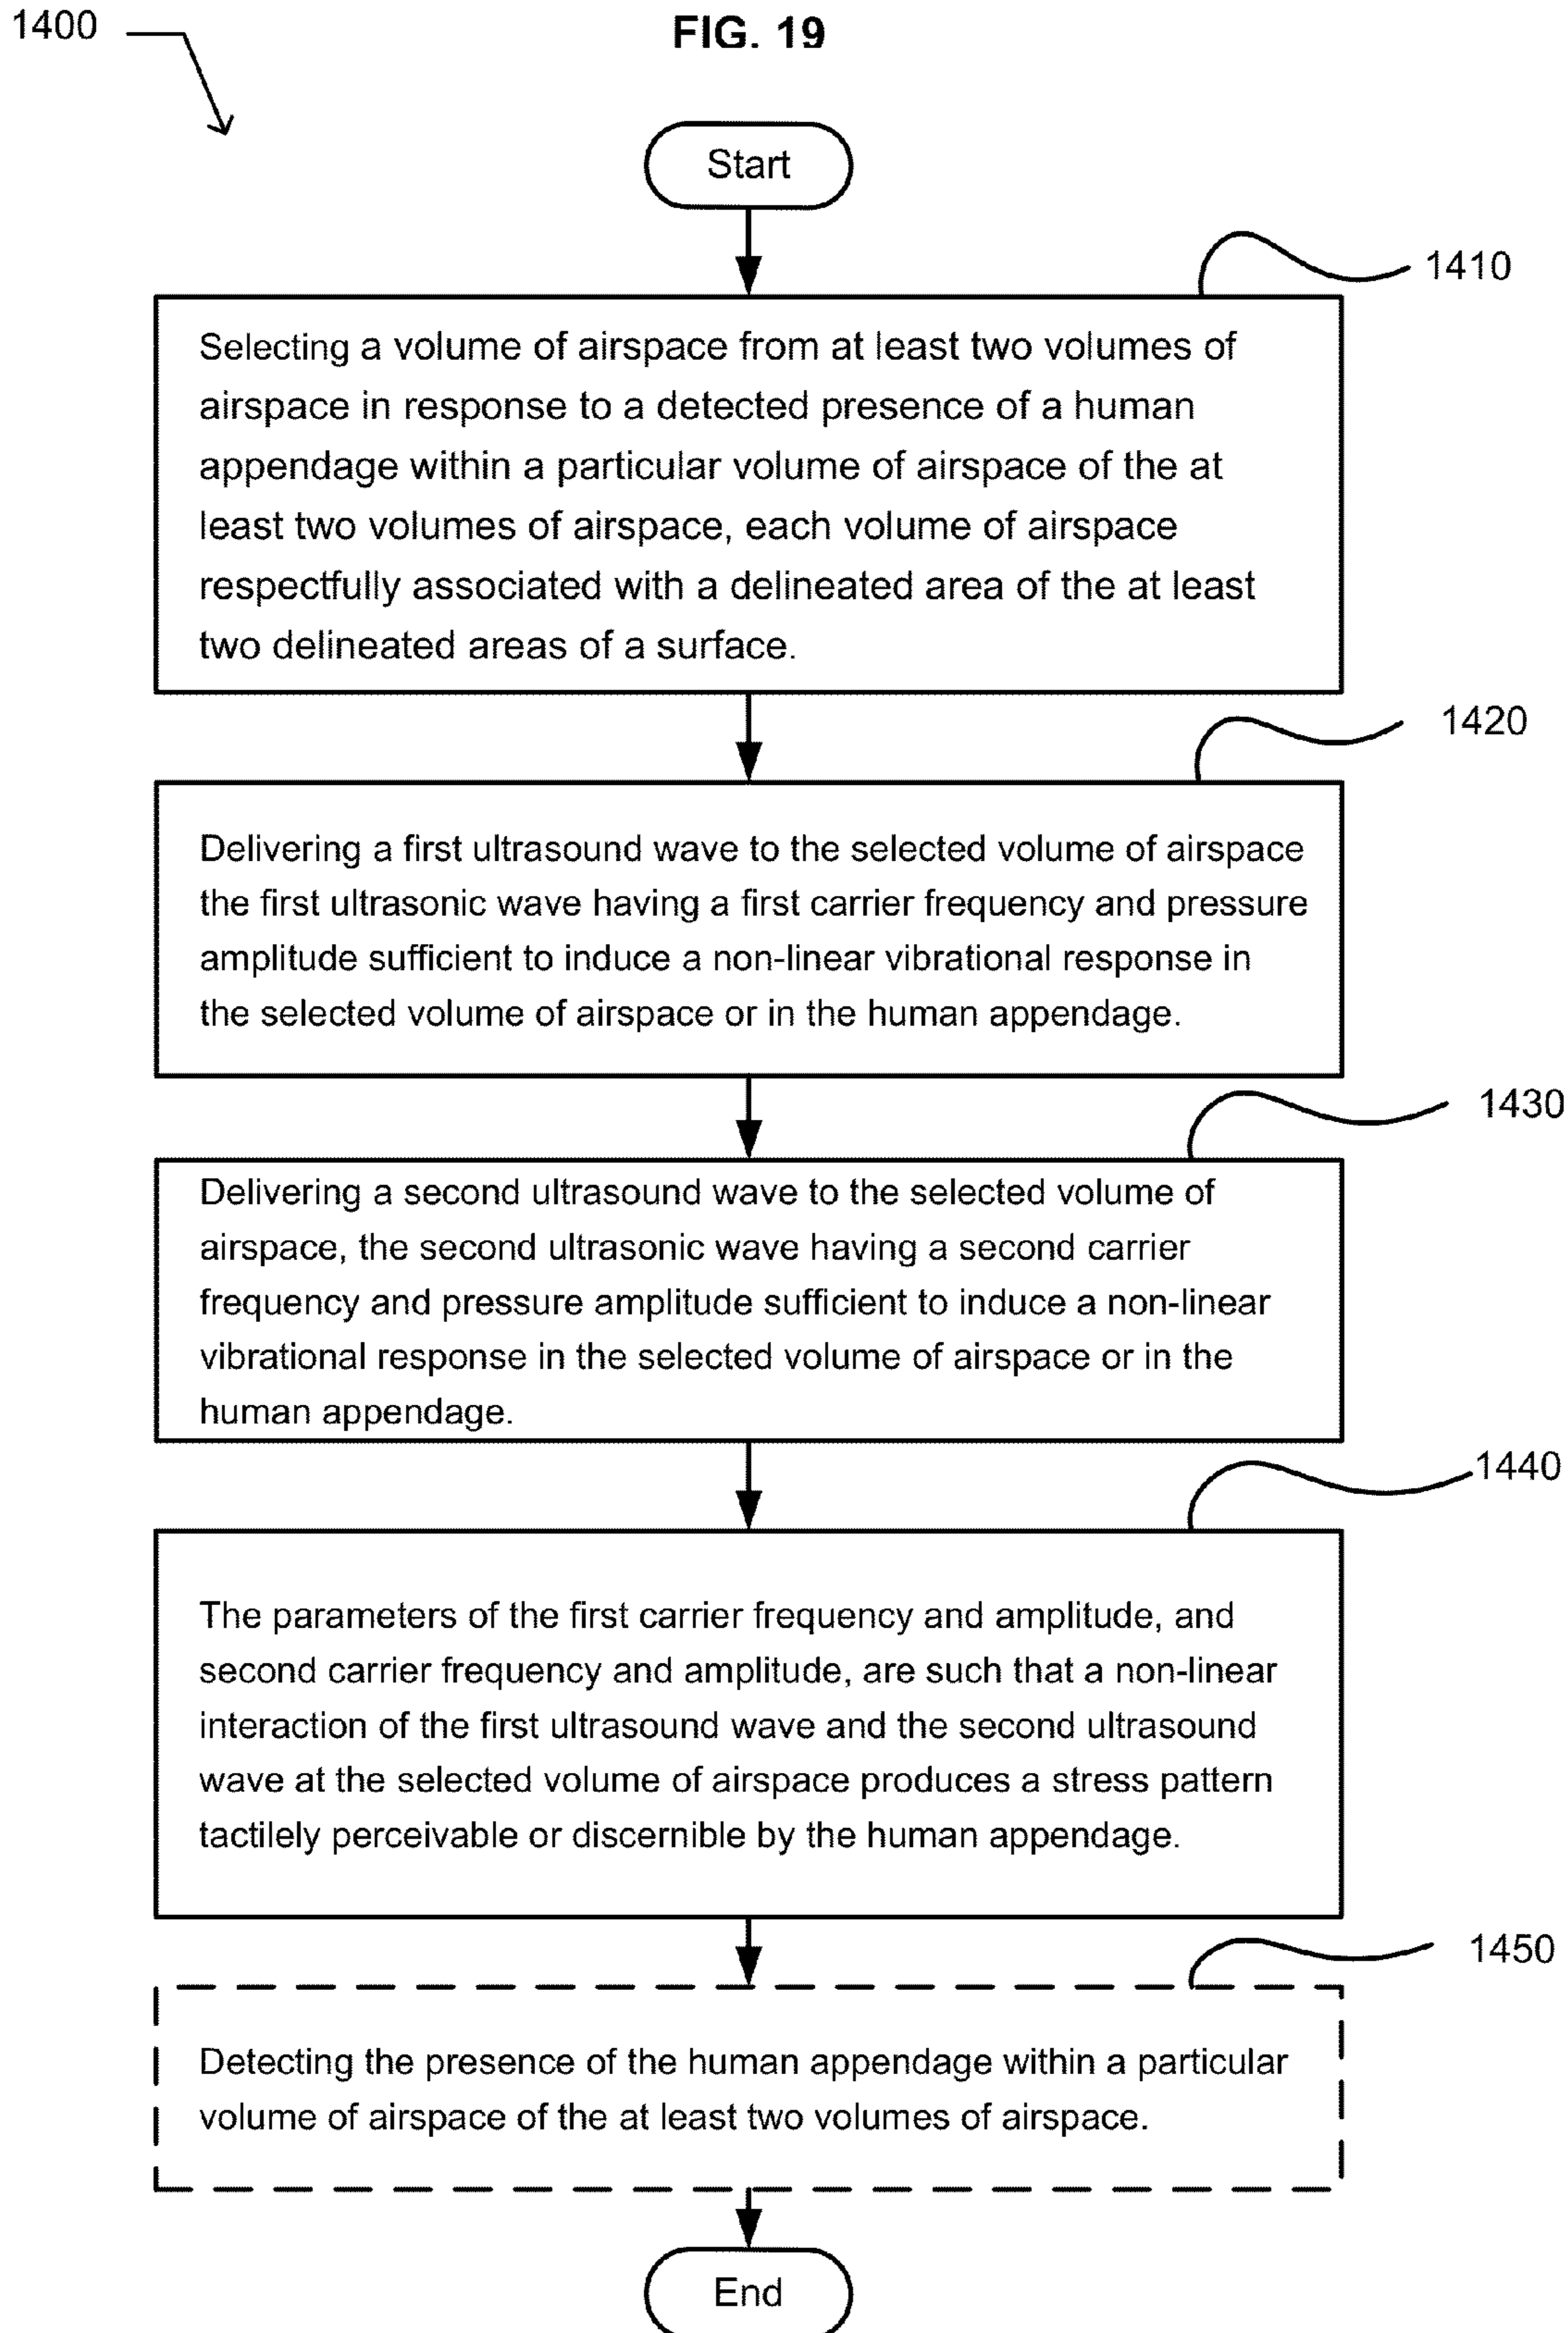 1400
FIG. 19
Start
1410
Selecting a volume of airspace from at least two volumes of
airspace in response to a detected presence of a human
appendage within a particular volume of airspace of the at
least two volumes of airspace, each volume of airspace
respectfully associated with a delineated area of the at least
two delineated areas of a surface.
1420
Delivering a first ultrasound wave to the selected volume of airspace
the first ultrasonic wave having a first carrier frequency and pressure
amplitude sufficient to induce a non-linear vibrational response in
the selected volume of airspace or in the human appendage.
1430
Delivering a second ultrasound wave to the selected volume of
airspace, the second ultrasonic wave having a second carrier
frequency and pressure amplitude sufficient to induce a non-linear
vibrational response in the selected volume of airspace or in the
human appendage.
1440
The parameters of the first carrier frequency and amplitude, and
second carrier frequency and amplitude, are such that a non-linear
interaction of the first ultrasound wave and the second ultrasound
wave at the selected volume of airspace produces a stress pattern
tactilely perceivable or discernible by the human appendage.
1450
Detecting the presence of the human appendage within a particular
volume of airspace of the at least two volumes of airspace.
End